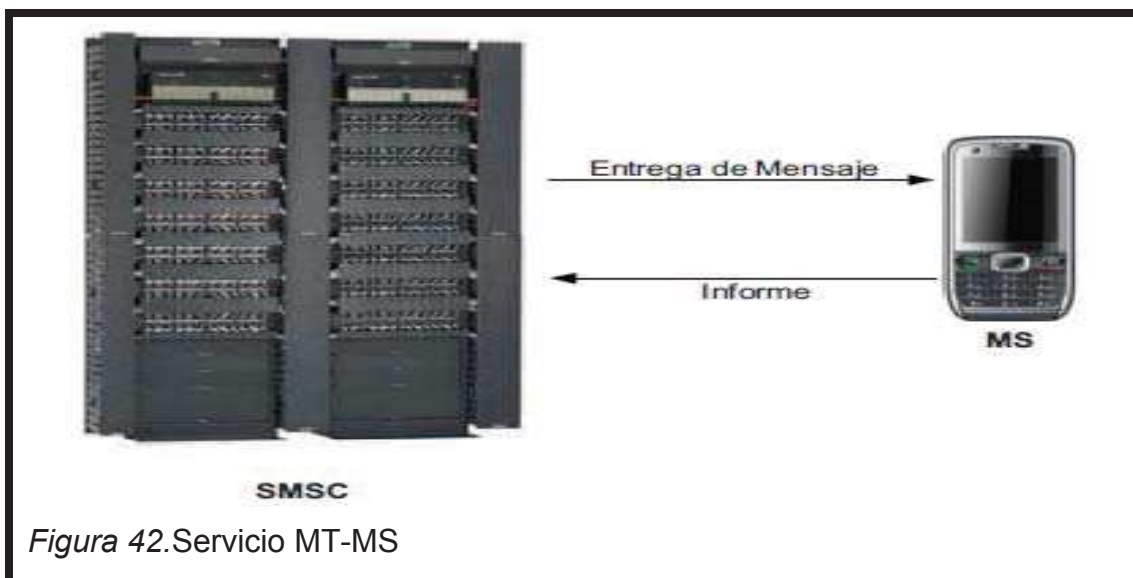 Entrega de Mensaje
Informe
MS
SMSC
Figura 42.Servicio MT-MS